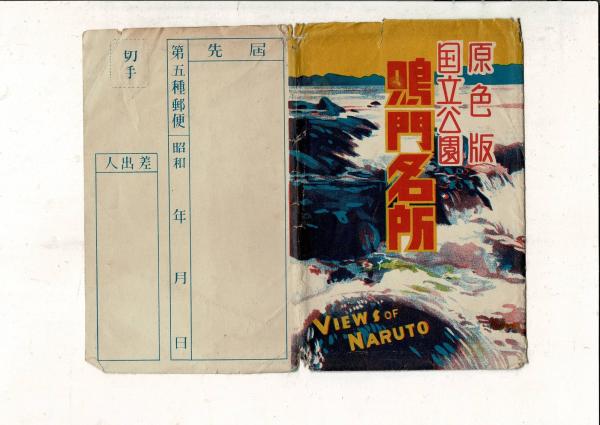 原色版
国立公園
鳴門名所
VIEWS OF
NARUTO
届先
第五種郵便
昭和 年 月 日
切手
差出人